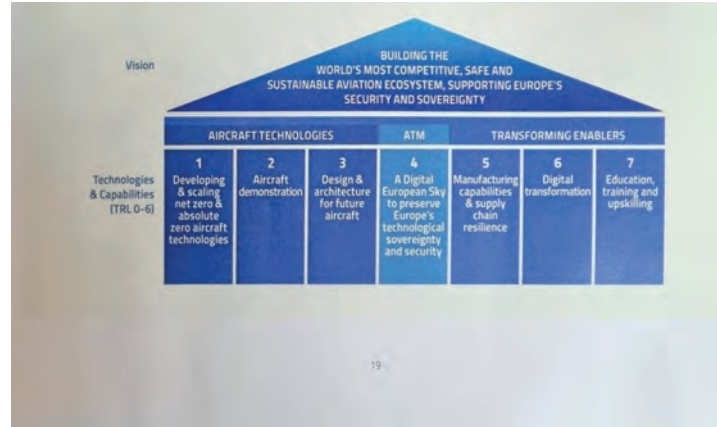 Vision
BUILDING THE
WORLD'S MOST COMPETITIVE, SAFE AND
SUSTAINABLE AVIATION ECOSYSTEM, SUPPORTING EUROPE'S
SECURITY AND SOVEREIGNTY
AIRCRAFT TECHNOLOGIES
ATM
TRANSFORMING ENABLERS
Technologies
& Capabilities
(TRL 0-6)
1
Developing
& scaling
net zero &
absolute
zero aircraft
technologies
2
Aircraft
demonstration
3
Design &
architecture
for future
aircraft
4
A Digital
European Sky
to preserve
Europe's
technological
sovereignty
and security
5
Manufacturing
capabilities
& supply
chain
resilience
6
Digital
transformation
7
Education,
training and
upskilling
19